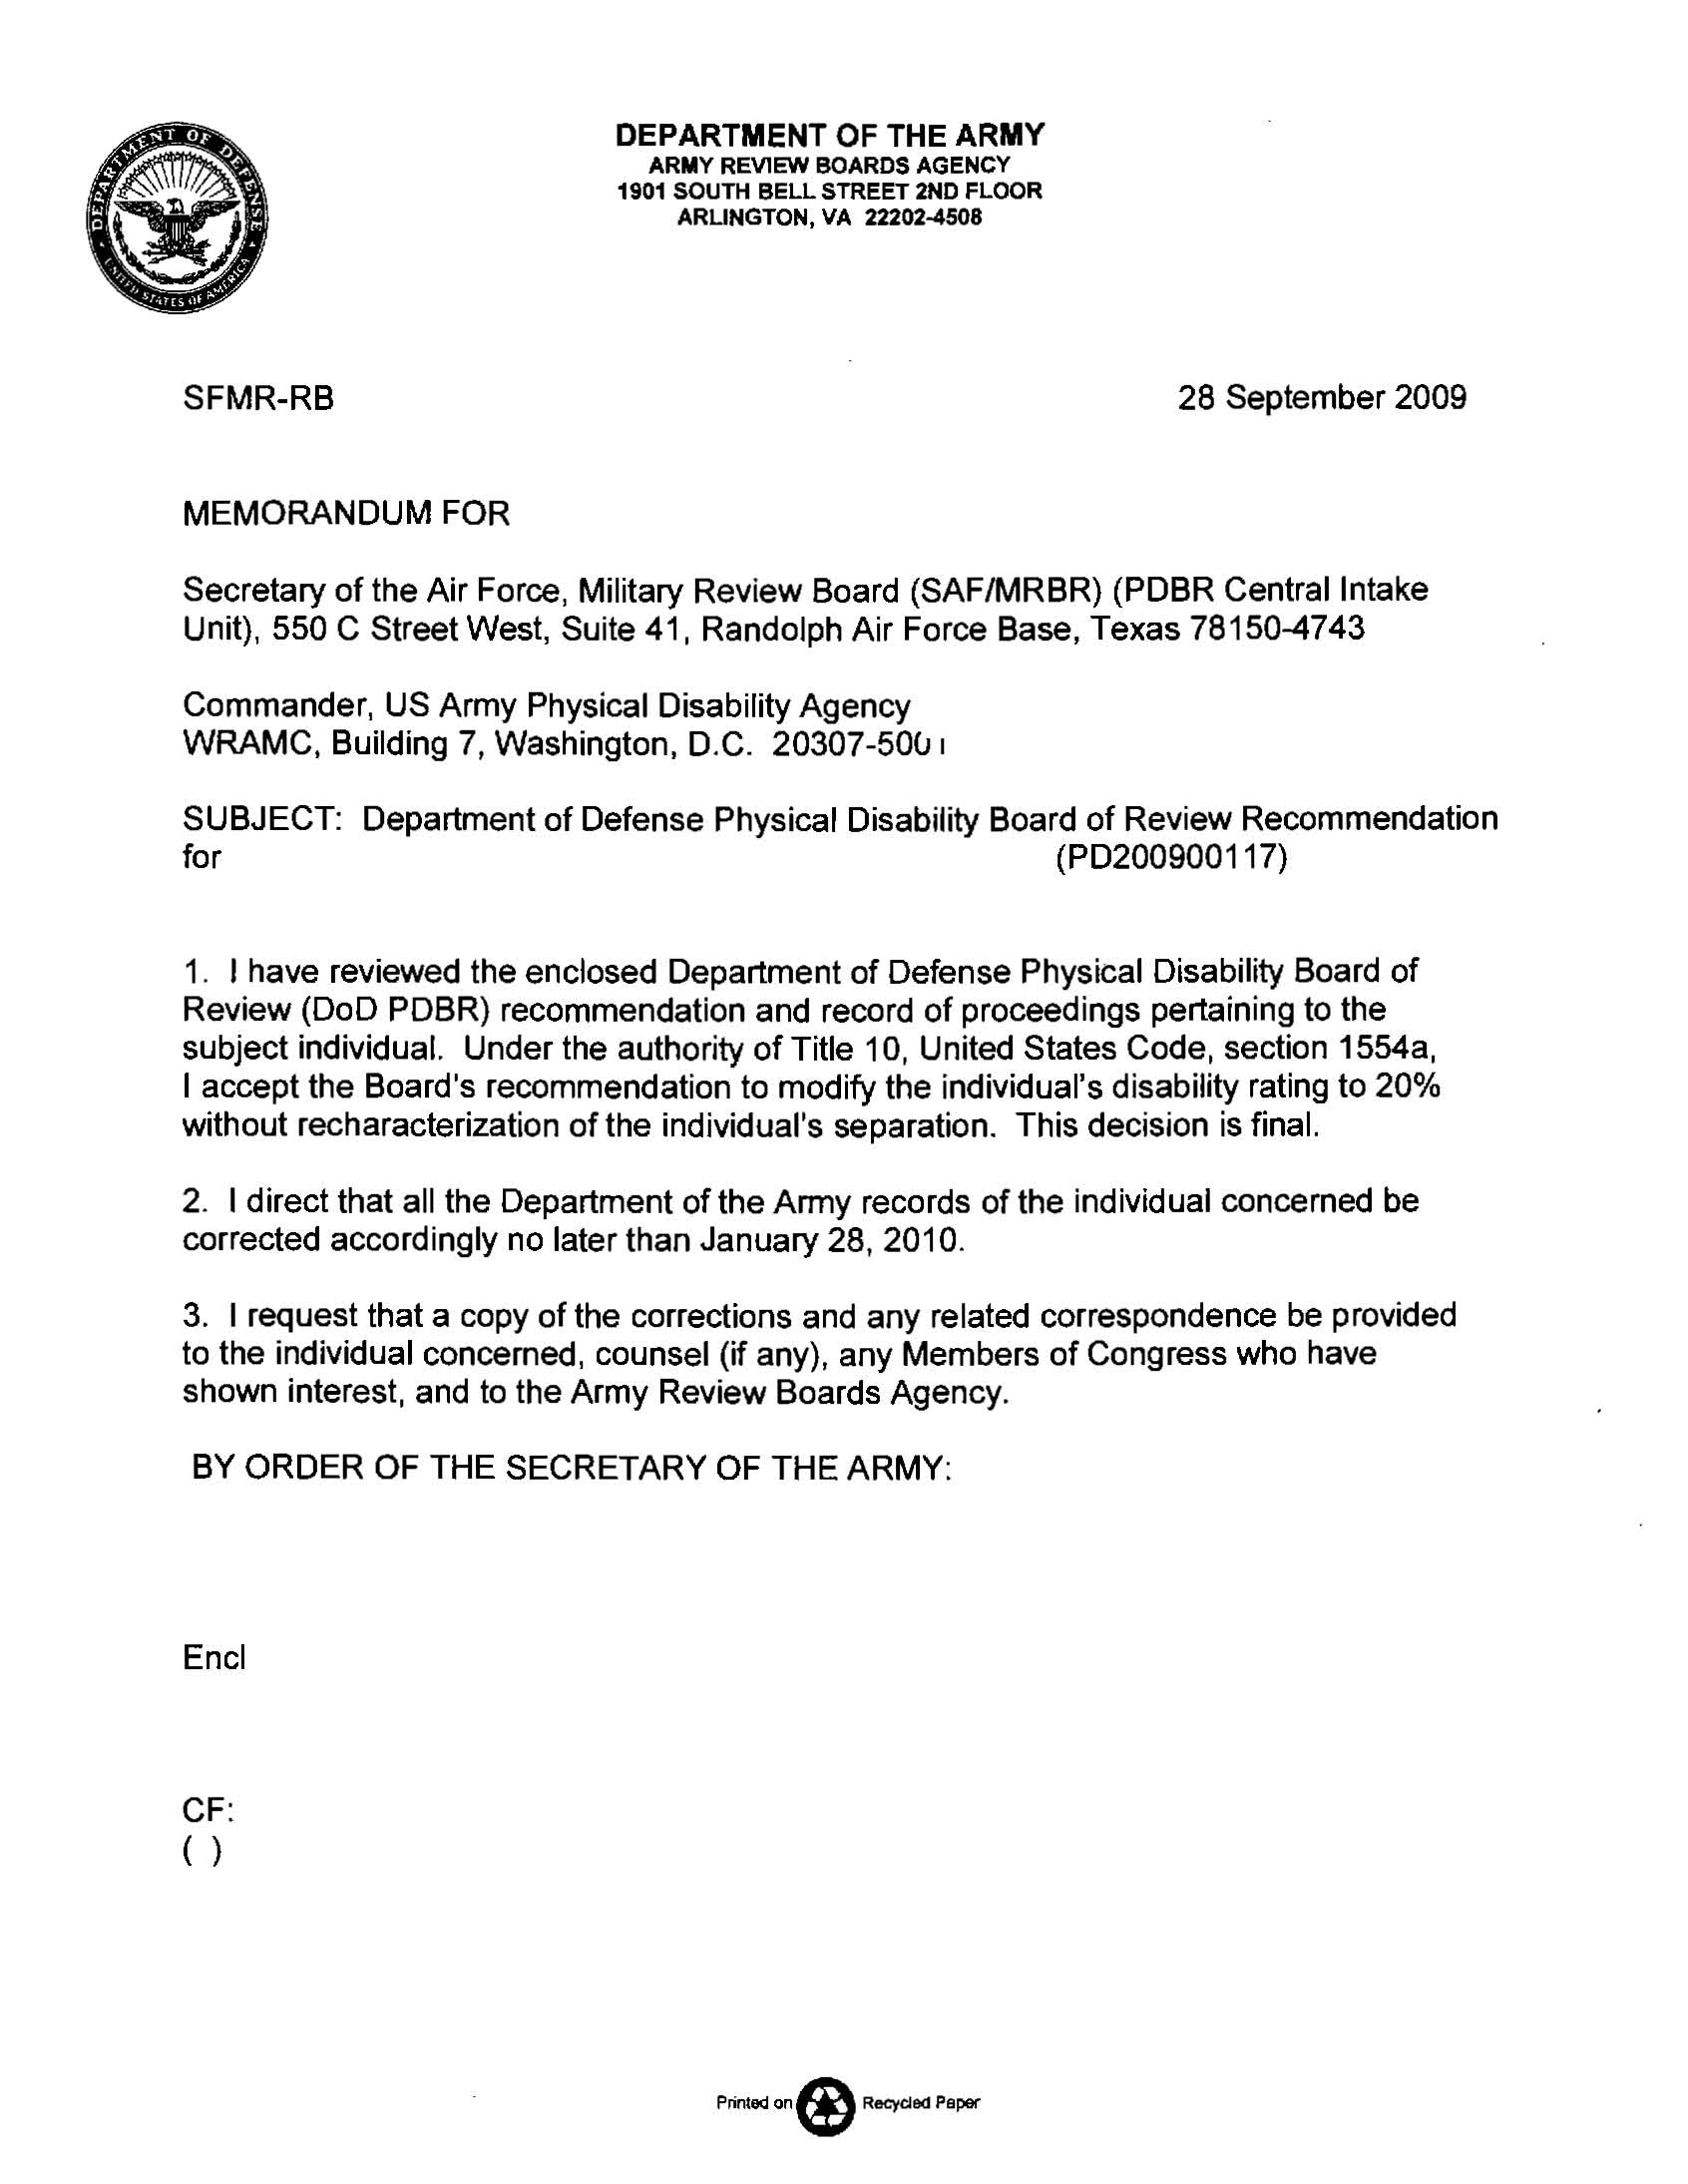 DEPARTMENT OF DEFENSE
UNITED STATES OF AMERICA
DEPARTMENT OF THE ARMY
ARMY REVIEW BOARDS AGENCY
1901 SOUTH BELL STREET 2ND FLOOR
ARLINGTON, VA 22202-4508
SFMR-RB 28 September 2009
MEMORANDUM FOR
Secretary of the Air Force, Military Review Board (SAF/MRBR) (PDBR Central Intake
Unit), 550 C Street West, Suite 41, Randolph Air Force Base, Texas 78150-4743
Commander, US Army Physical Disability Agency
WRAMC, Building 7, Washington, D.C. 20307-5001
SUBJECT: Department of Defense Physical Disability Board of Review Recommendation
for (PD200900117)
1. I have reviewed the enclosed Department of Defense Physical Disability Board of
Review (DoD PDBR) recommendation and record of proceedings pertaining to the
subject individual. Under the authority of Title 10, United States Code, section 1554a,
I accept the Board's recommendation to modify the individual's disability rating to 20%
without recharacterization of the individual's separation. This decision is final.
2. I direct that all the Department of the Army records of the individual concerned be
corrected accordingly no later than January 28, 2010.
3. I request that a copy of the corrections and any related correspondence be provided
to the individual concerned, counsel (if any), any Members of Congress who have
shown interest, and to the Army Review Boards Agency.
BY ORDER OF THE SECRETARY OF THE ARMY:
Encl
CF:
( )
Printed on Recycled Paper